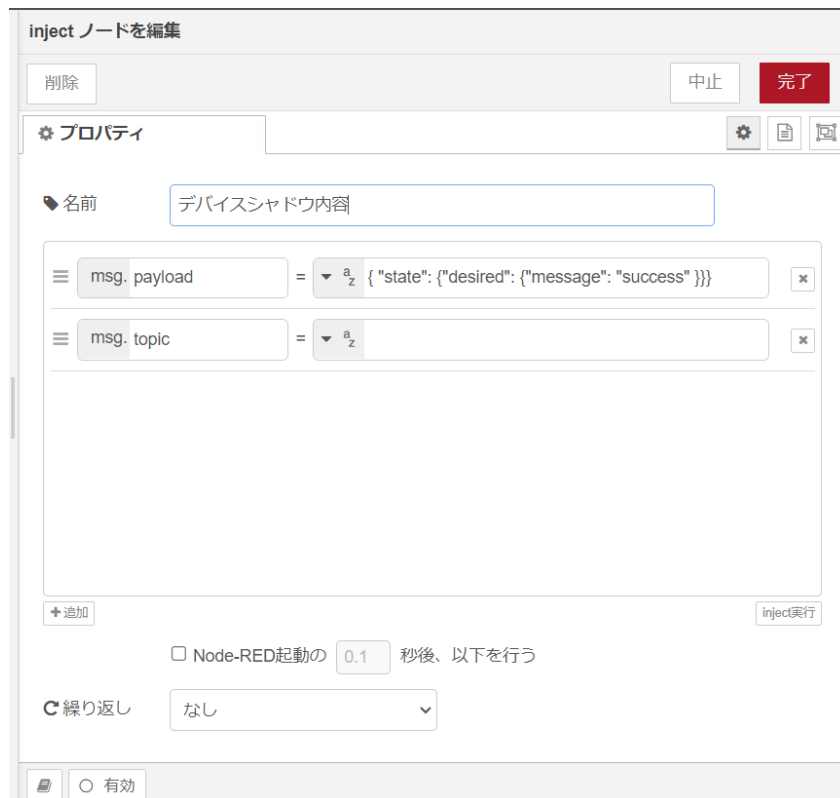 inject ノードを編集
削除 中止 完了
プロパティ
名前 デバイスシャドウ内容
msg. payload = az { "state": {"desired": {"message": "success" }}}
msg. topic = az
追加 inject実行
Node-RED起動の 0.1 秒後、以下を行う
繰り返し なし
有効